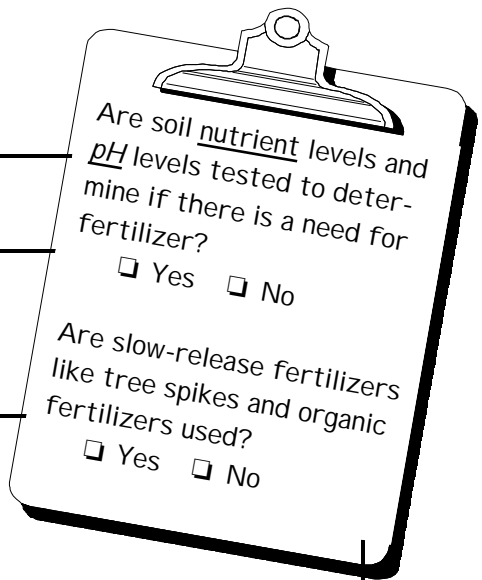 Are soil nutrient levels and
pH levels tested to deter-
mine if there is a need for
fertilizer?
❏ Yes ❏ No
Are slow-release fertilizers
like tree spikes and organic
fertilizers used?
❏ Yes ❏ No